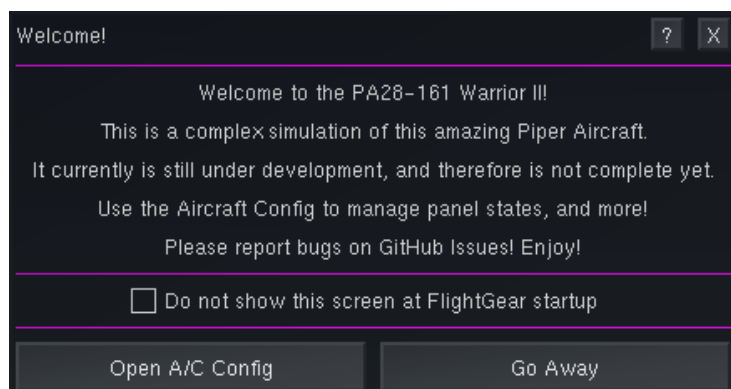 Welcome!
? X
Welcome to the PA28-161 Warrior II!
This is a complex simulation of this amazing Piper Aircraft.
It currently is still under development, and therefore is not complete yet.
Use the Aircraft Config to manage panel states, and more!
Please report bugs on GitHub Issues! Enjoy!
Do not show this screen at FlightGear startup
Open A/C Config
Go Away